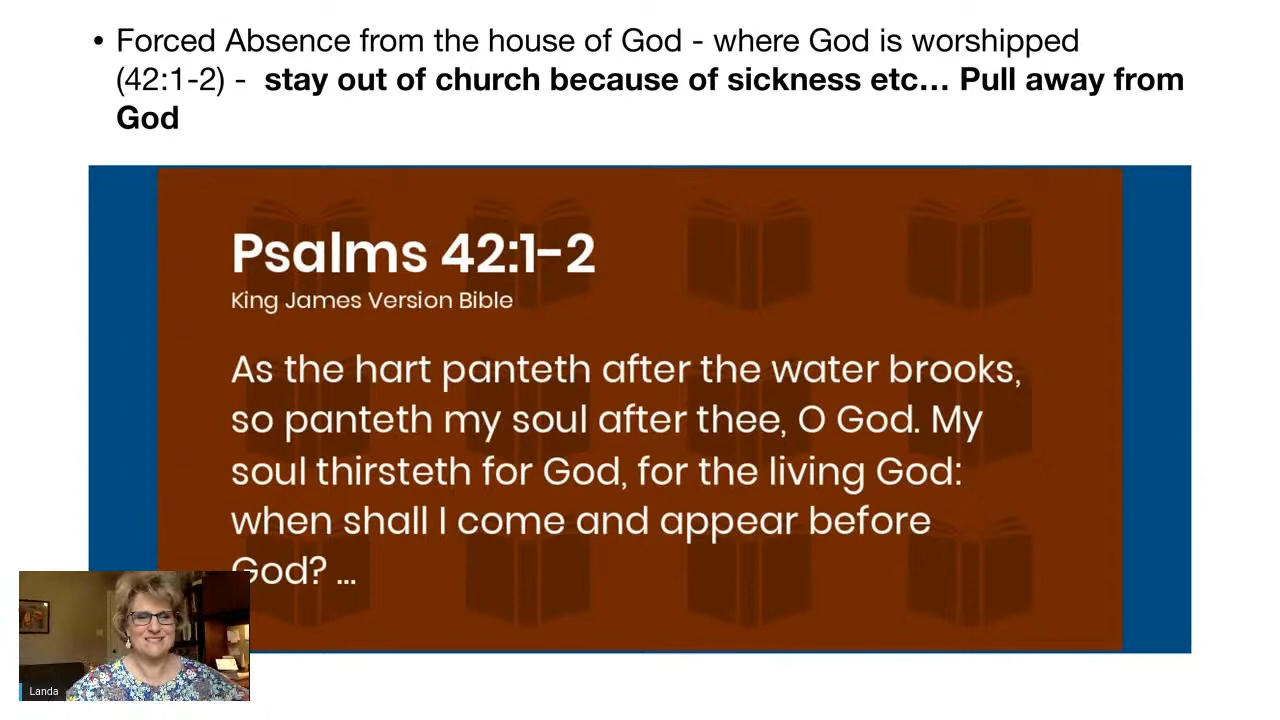 • Forced Absence from the house of God - where God is worshipped
(42:1-2) - stay out of church because of sickness etc... Pull away from
God
Psalms 42:1-2
King James Version Bible
As the hart panteth after the water brooks,
so panteth my soul after thee, O God. My
soul thirsteth for God, for the living God:
when shall I come and appear before
God? ...
Landa